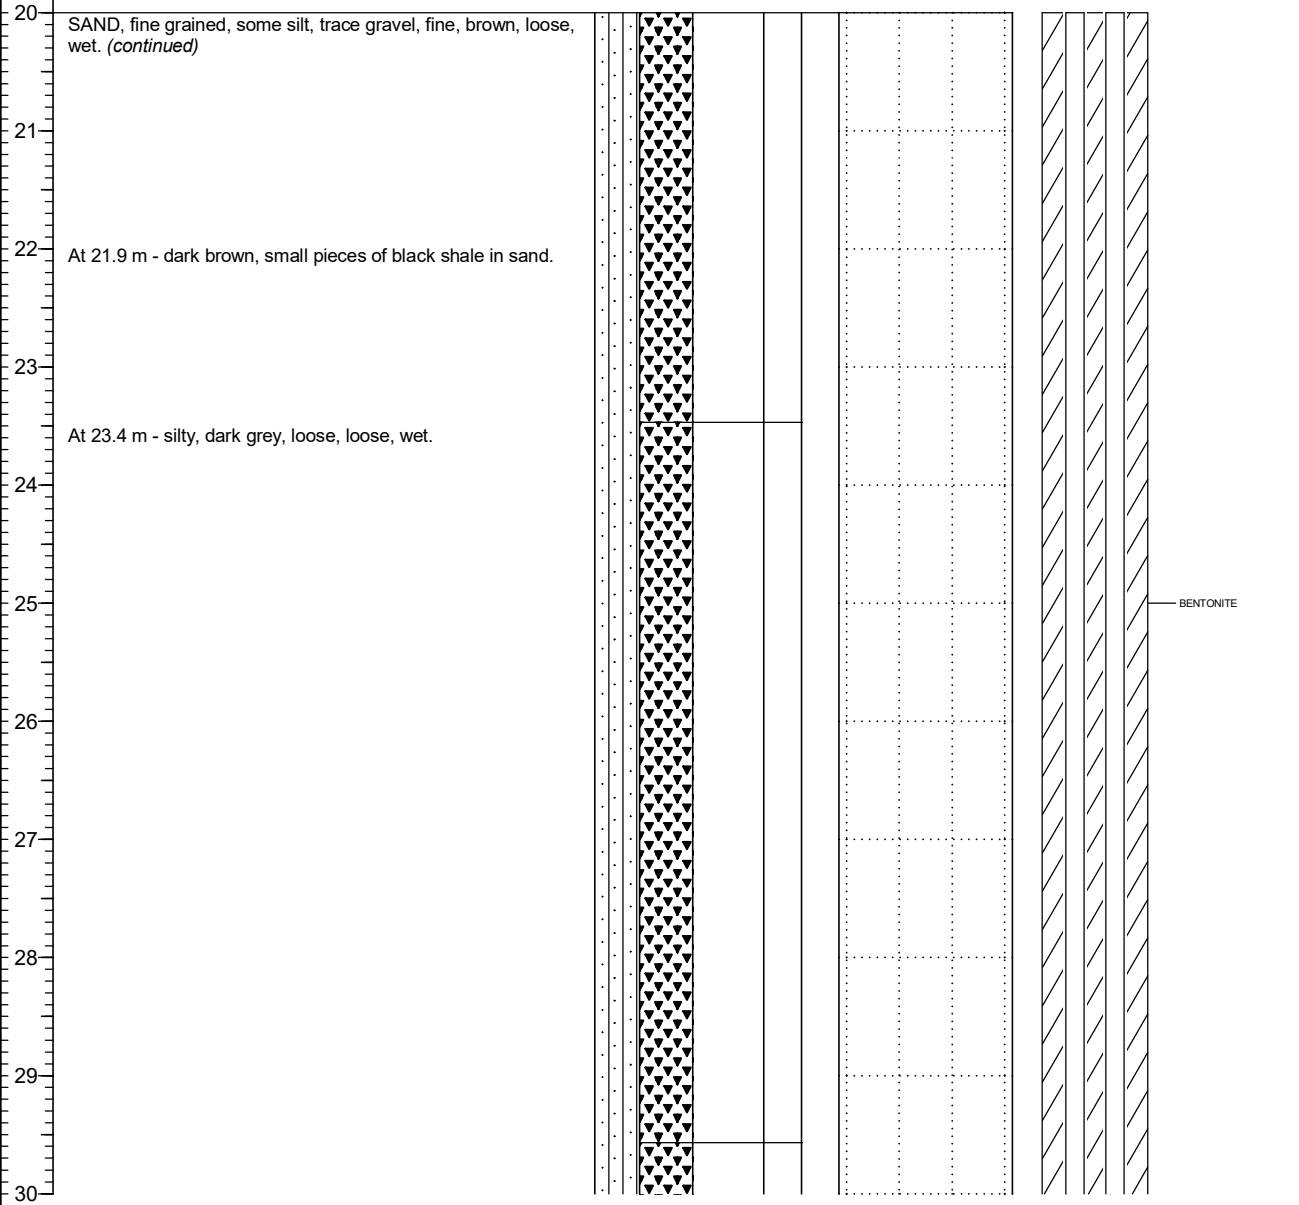 20
SAND, fine grained, some silt, trace gravel, fine, brown, loose,
wet. (continued)
21
22
At 21.9 m - dark brown, small pieces of black shale in sand.
23
At 23.4 m - silty, dark grey, loose, loose, wet.
24
25
BENTONITE
26
27
28
29
30